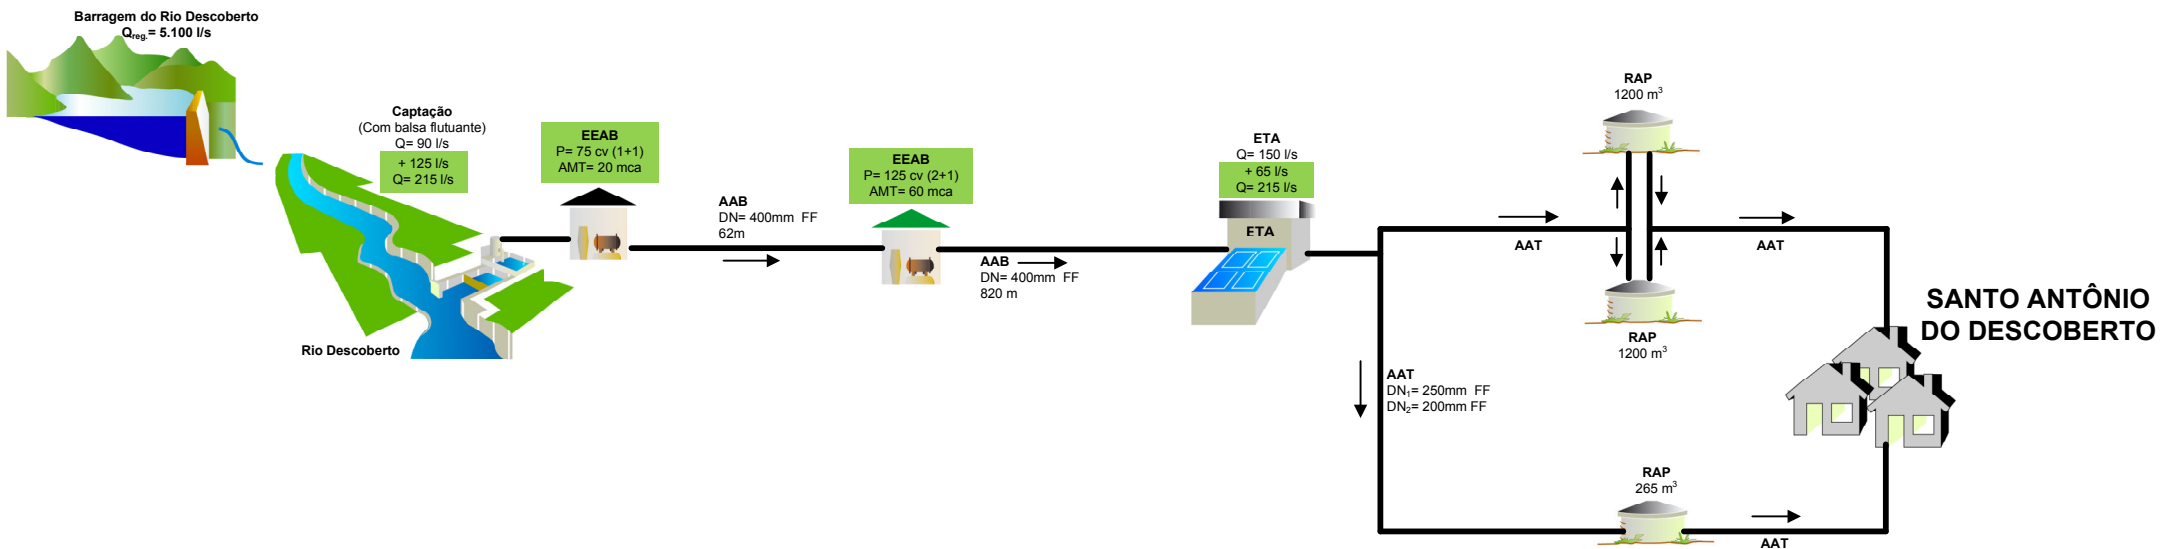 Barragem do Rio Descoberto
Qreg.= 5.100 l/s
Captação
(Com balsa flutuante)
Q= 90 l/s
+ 125 l/s
Q= 215 l/s
Rio Descoberto
EEAB
P= 75 cv (1+1)
AMT= 20 mca
AAB
DN= 400mm FF
62m
EEAB
P= 125 cv (2+1)
AMT= 60 mca
AAB
DN= 400mm FF
820 m
ETA
Q= 150 l/s
+ 65 l/s
Q= 215 l/s
ETA
AAT
RAP
1200 m³
AAT
RAP
1200 m³
SANTO ANTÔNIO
DO DESCOBERTO
AAT
DN₁= 250mm FF
DN₂= 200mm FF
RAP
265 m³
AAT